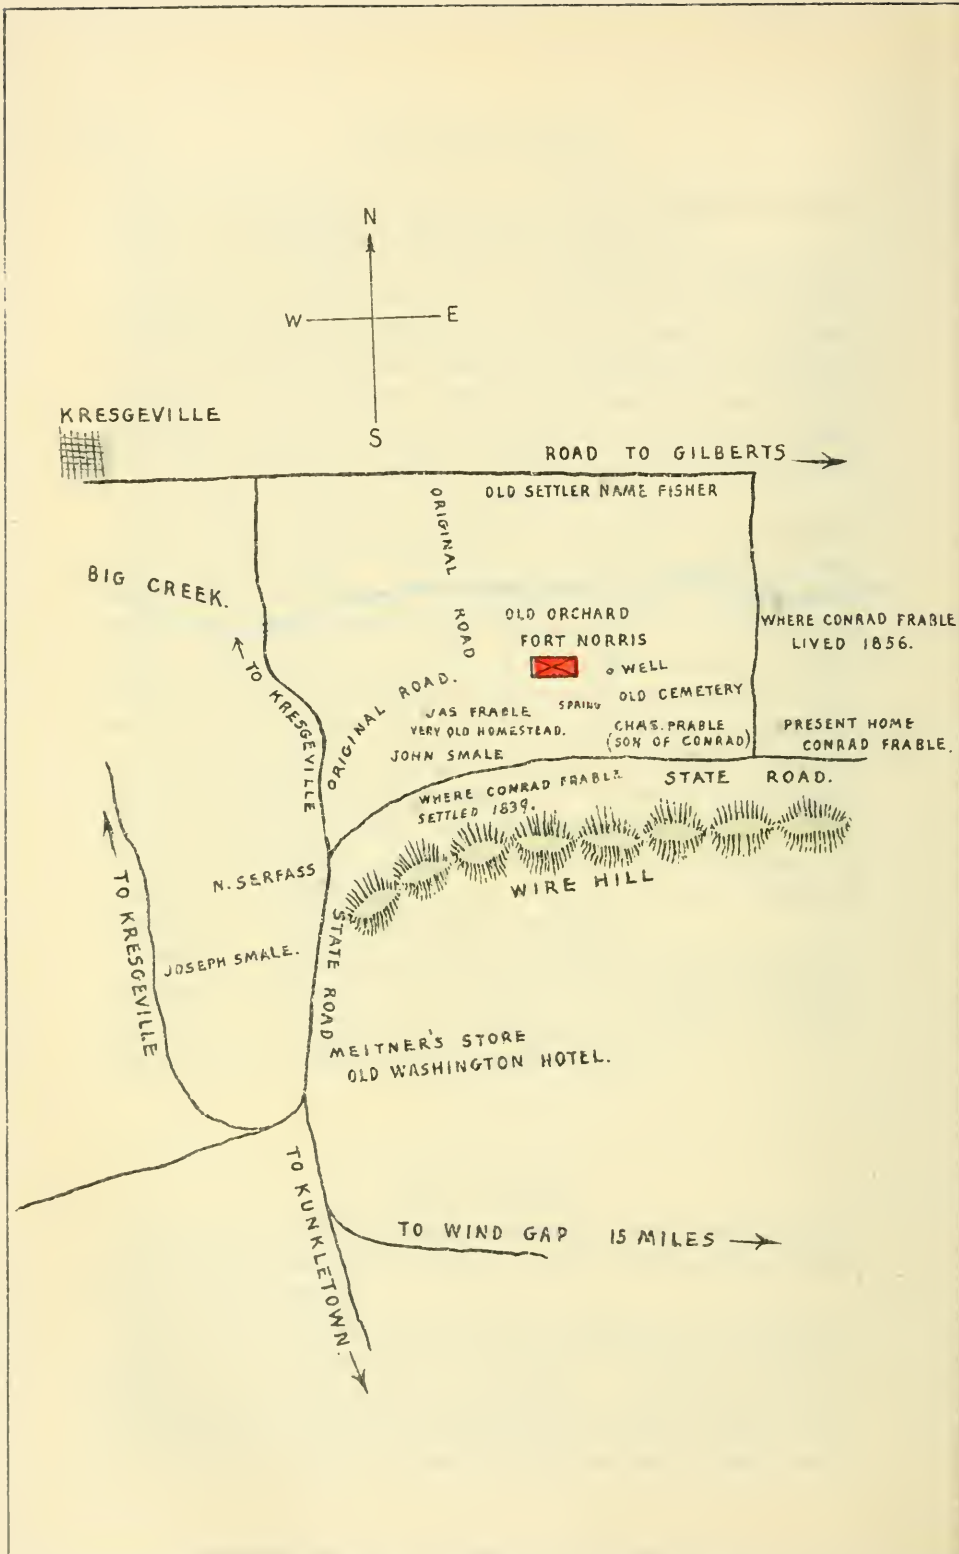 N
W
E
S
KRESGEVILLE
ROAD TO GILBERTS
OLD SETTLER NAME FISHER
ORIGINAL ROAD
BIG CREEK.
OLD ORCHARD
FORT NORRIS
WELL
WHERE CONRAD FRABLE
LIVED 1856.
TO KRESGEVILLE
ORIGINAL ROAD.
SPRING
OLD CEMETERY
JAS FRABLE
VERY OLD HOMESTEAD.
CHAS. FRABLE
(SON OF CONRAD)
PRESENT HOME
CONRAD FRABLE.
JOHN SMALE
WHERE CONRAD FRABLE
SETTLED 1839.
STATE ROAD.
WIRE HILL
N. SERFASS
TO KRESGEVILLE
JOSEPH SMALE.
STATE ROAD
MEITNER'S STORE
OLD WASHINGTON HOTEL.
TO KUNKLETOWN.
TO WIND GAP 15 MILES